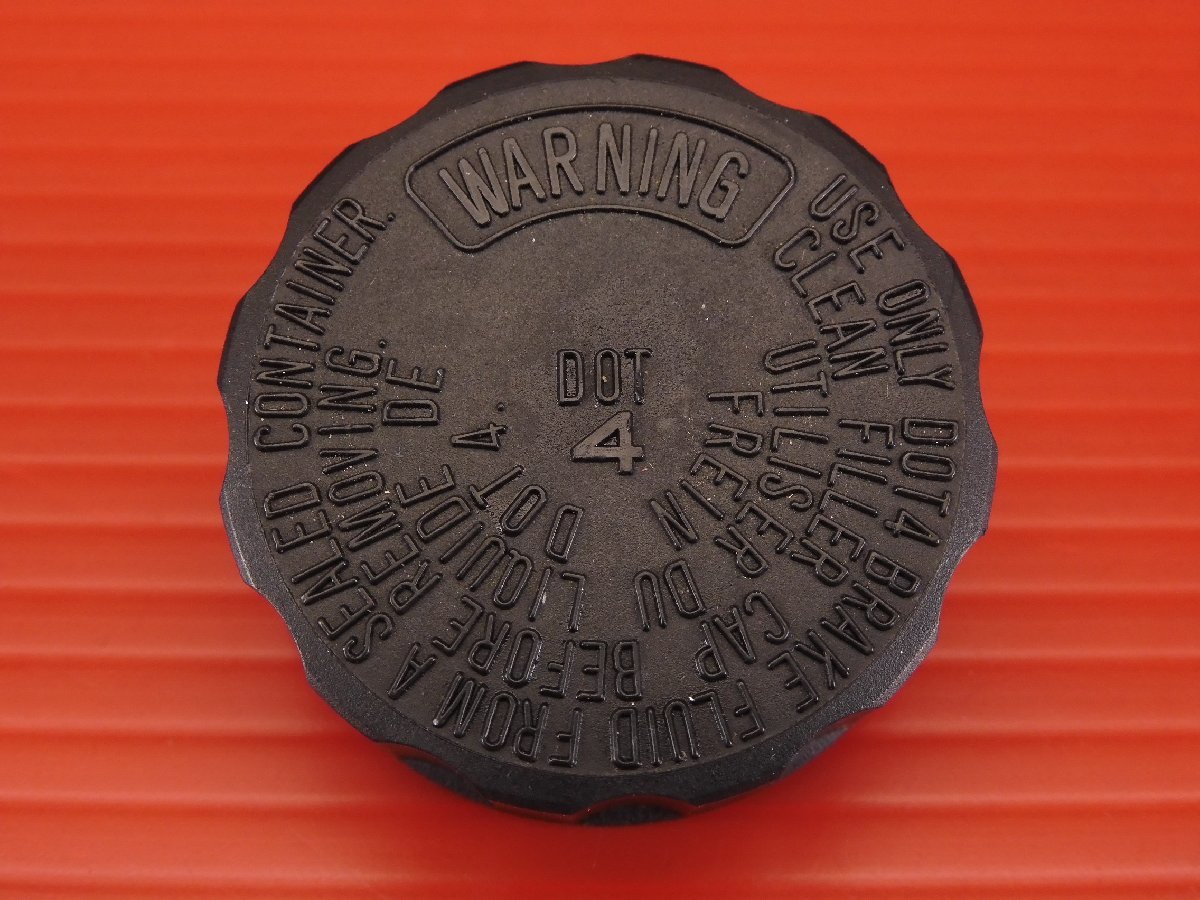 WARNING
USE ONLY DOT4 BRAKE FLUID FROM A SEALED CONTAINER.
CLEAN FILLER CAP BEFORE REMOVING.
UTILISER DU LIQUIDE DE
FREIN DOT 4.
DOT
4